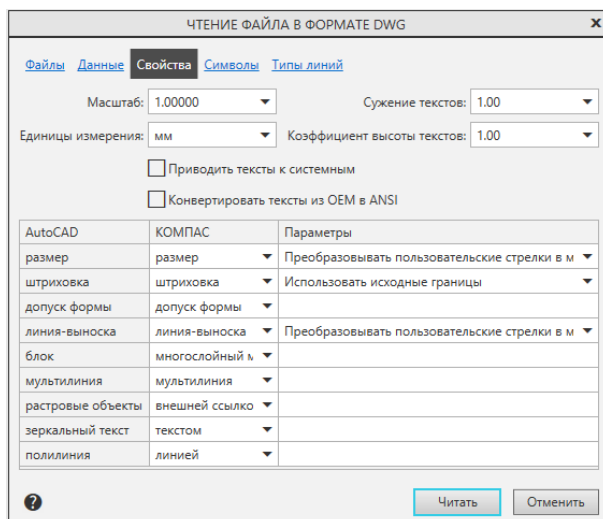 ЧТЕНИЕ ФАЙЛА В ФОРМАТЕ DWG x
Файлы Данные Свойства Символы Типы линий
Масштаб: 1.00000 Сужение текстов: 1.00
Единицы измерения: мм Коэффициент высоты текстов: 1.00
Приводить тексты к системным
Конвертировать тексты из OEM в ANSI
AutoCAD КОМПАС Параметры
размер размер Преобразовывать пользовательские стрелки в м
штриховка штриховка Использовать исходные границы
допуск формы допуск формы
линия-выноска линия-выноска Преобразовывать пользовательские стрелки в м
блок многослойный м
мультилиния мультилиния
растровые объекты внешней ссылко
зеркальный текст текстом
полилиния линией
? Читать Отменить